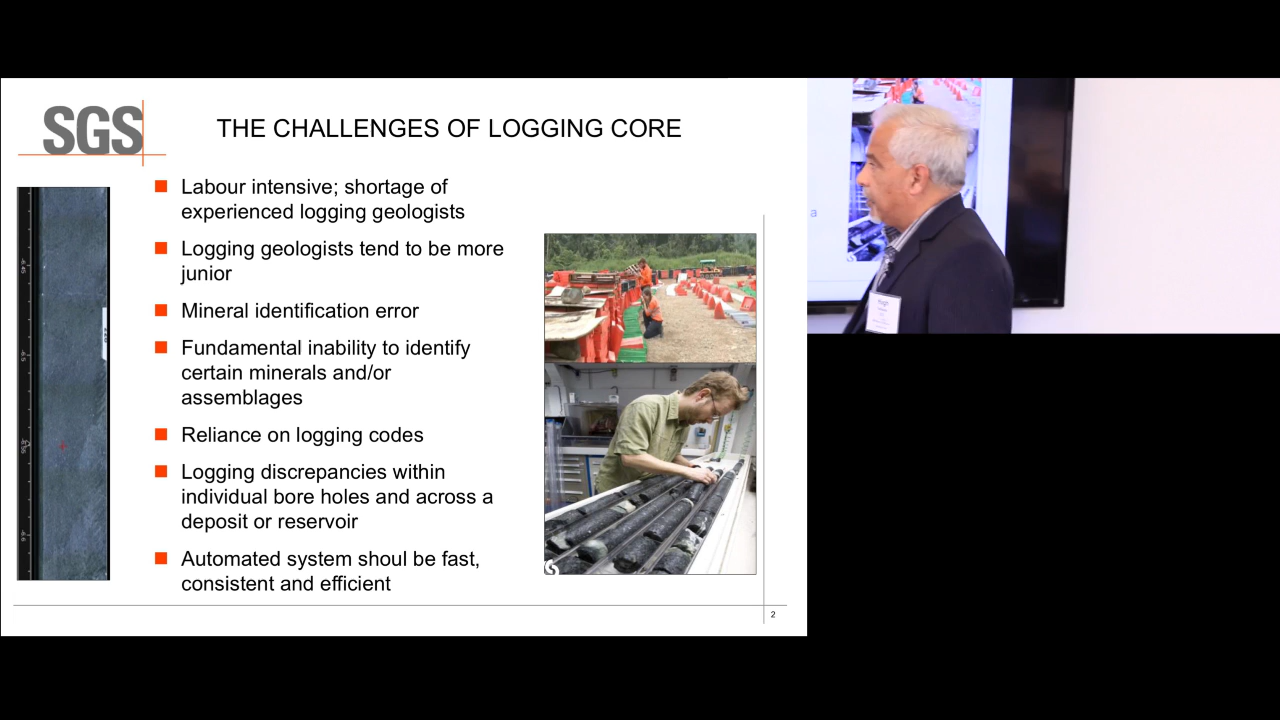 SGS
THE CHALLENGES OF LOGGING CORE
Labour intensive; shortage of
experienced logging geologists
Logging geologists tend to be more
junior
Mineral identification error
Fundamental inability to identify
certain minerals and/or
assemblages
Reliance on logging codes
Logging discrepancies within
individual bore holes and across a
deposit or reservoir
Automated system shoul be fast,
consistent and efficient
2
a
Hugh